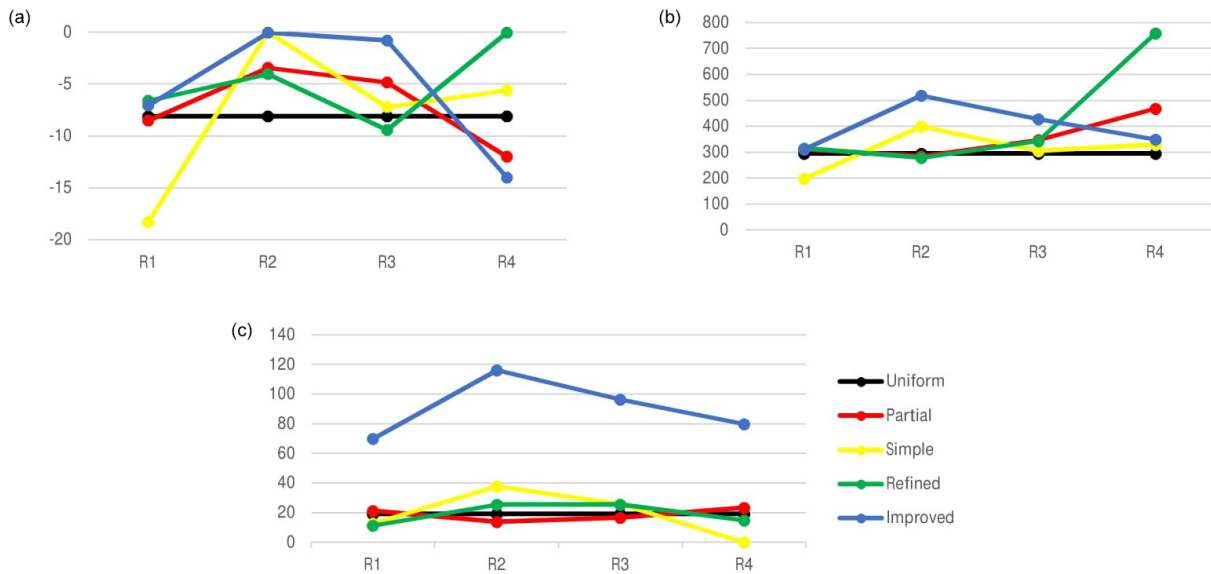 (a)
0
-5
-10
-15
-20
R1 R2 R3 R4
(b)
800
700
600
500
400
300
200
100
0
R1 R2 R3 R4
(c)
140
120
100
80
60
40
20
0
R1 R2 R3 R4
Uniform
Partial
Simple
Refined
Improved